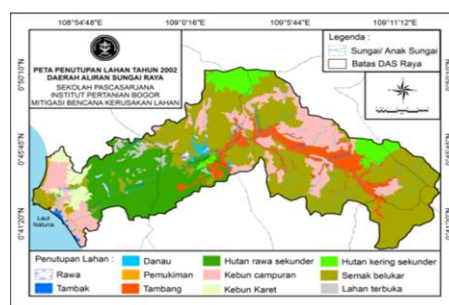 108°54'48"E
109°0'16"E
109°5'44"E
109°11'12"E
PETA PENUTUPAN LAHAN TAHUN 2002
DAERAH ALIRAN SUNGAI RAYA
SEKOLAH PASCASARJANA
INSTITUT PERTANIAN BOGOR
MITIGASI BENCANA KERUSAKAN LAHAN
Legenda :
Sungai/ Anak Sungai
Batas DAS Raya
0°50'10"N
0°45'45"N
0°41'20"N
Laut Natuna
Penutupan Lahan :
Rawa
Tambak
Danau
Pemukiman
Tambang
Hutan rawa sekunder
Kebun campuran
Kebun Karet
Hutan kering sekunder
Semak belukar
Lahan terbuka